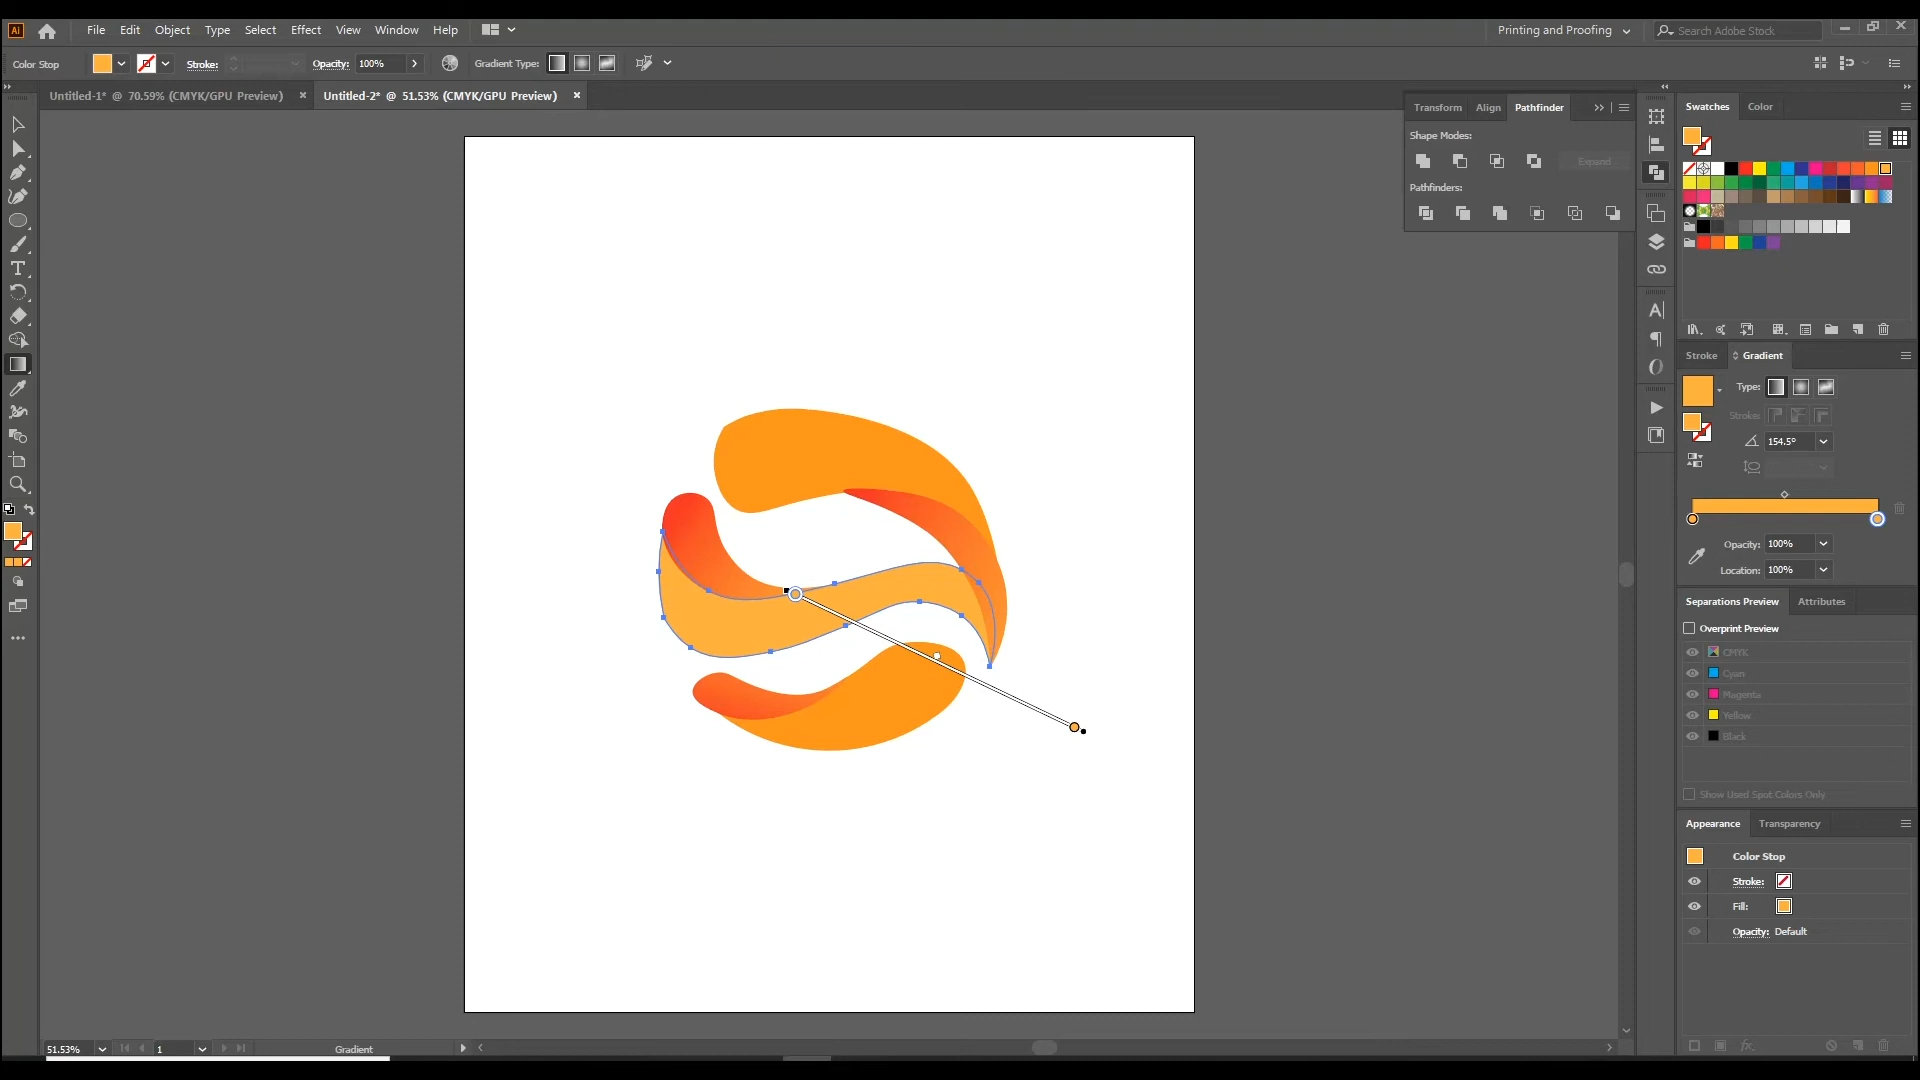 Ai File Edit Object Type Select Effect View Window Help Printing and Proofing Search Adobe Stock
Color Stop Stroke: Opacity: 100% Gradient Type:
Untitled-1* @ 70.59% (CMYK/GPU Preview) × Untitled-2* @ 51.53% (CMYK/GPU Preview) ×
Transform Align Pathfinder
Shape Modes:
Expand
Pathfinders:
Swatches Color
Stroke Gradient
Type:
Stroke:
154.5°
Opacity: 100%
Location: 100%
Separations Preview Attributes
Overprint Preview
CMYK
Cyan
Magenta
Yellow
Black
Show Used Spot Colors Only
Appearance Transparency
Color Stop
Stroke:
Fill:
Opacity: Default
fx
51.53% 1 Gradient